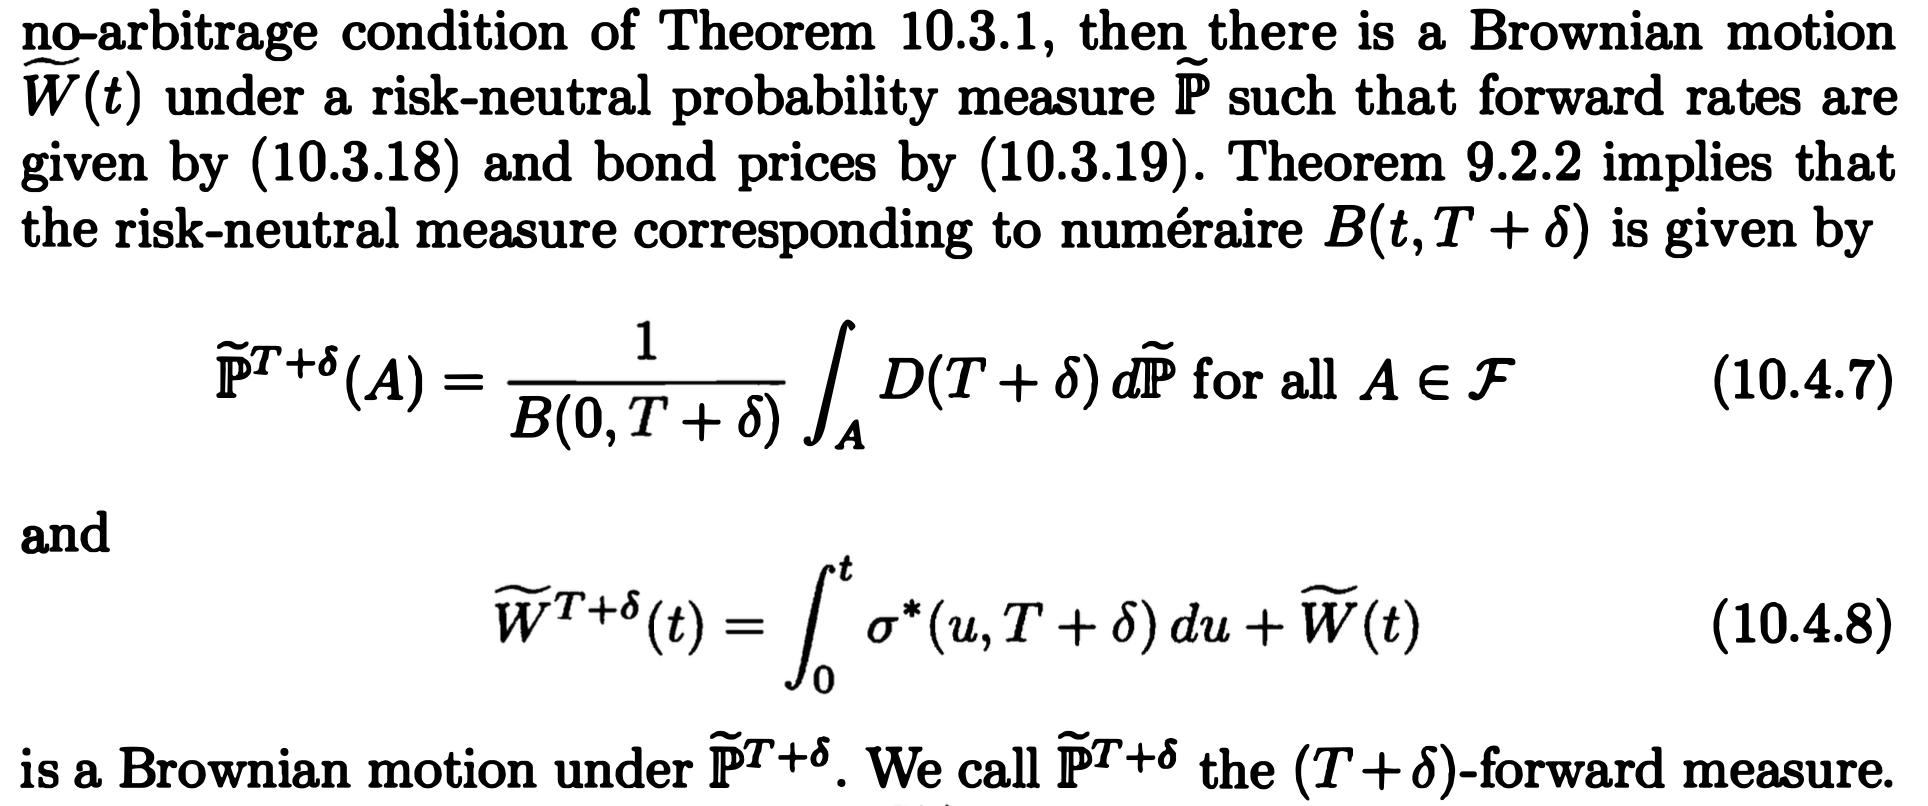 no-arbitrage condition of Theorem 10.3.1, then there is a Brownian motion
W̃(t) under a risk-neutral probability measure ℙ̃ such that forward rates are
given by (10.3.18) and bond prices by (10.3.19). Theorem 9.2.2 implies that
the risk-neutral measure corresponding to numéraire B(t, T + δ) is given by
ℙ̃^{T+δ}(A) = \frac{1}{B(0, T + δ)} ∫_A D(T + δ) dℙ̃ for all A ∈ ℱ (10.4.7)
and
W̃^{T+δ}(t) = ∫_0^t σ*(u, T + δ) du + W̃(t) (10.4.8)
is a Brownian motion under ℙ̃^{T+δ}. We call ℙ̃^{T+δ} the (T + δ)-forward measure.